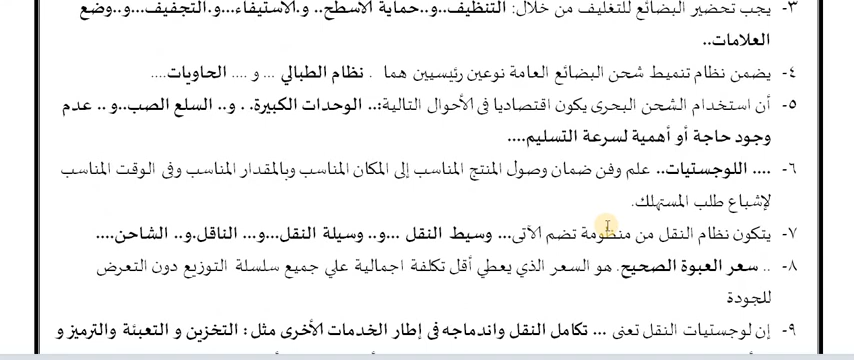 ٣- يجب تحضير البضائع للتغليف من خلال: التنظيف..و..حماية الاسطح.. و.الاستيفاء...و.التجفيف...و..وضع
العلامات..
٤- يضمن نظام تنميط شحن البضائع العامة نوعين رئيسيين هما . نظام الطبالي ... و .... الحاويات....
٥- أن استخدام الشحن البحرى يكون اقتصاديا فى الأحوال التالية:.. الوحدات الكبيرة. . و.. السلع الصب..و .. عدم
وجود حاجة أو أهمية لسرعة التسليم....
٦- .... اللوجستيات.. علم وفن ضمان وصول المنتج المناسب إلى المكان المناسب وبالمقدار المناسب وفى الوقت المناسب
لإشباع طلب المستهلك.
٧- يتكون نظام النقل من منظومة تضم الآتى... وسيط النقل ...و.. وسيلة النقل...و... الناقل.و.. الشاحن....
٨- .. سعر العبوة الصحيح. هو السعر الذي يعطي أقل تكلفة اجمالية علي جميع سلسلة التوزيع دون التعرض
للجودة
٩- إن لوجستيات النقل تعنى ... تكامل النقل واندماجه فى إطار الخدمات الأخرى مثل : التخزين و التعبئة والترميز و